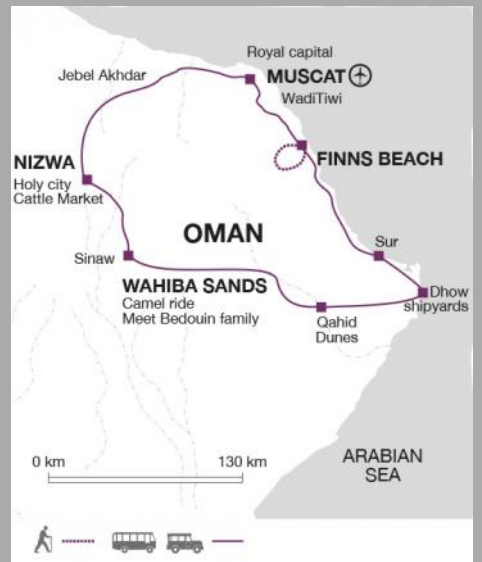 Royal capital
MUSCAT
Jebel Akhdar
WadiTiwi
NIZWA
FINNS BEACH
Holy city
Cattle Market
OMAN
Sur
Sinaw
WAHIBA SANDS
Camel ride
Meet Bedouin family
Dhow
shipyards
Qahid
Dunes
ARABIAN
SEA
0 km 130 km